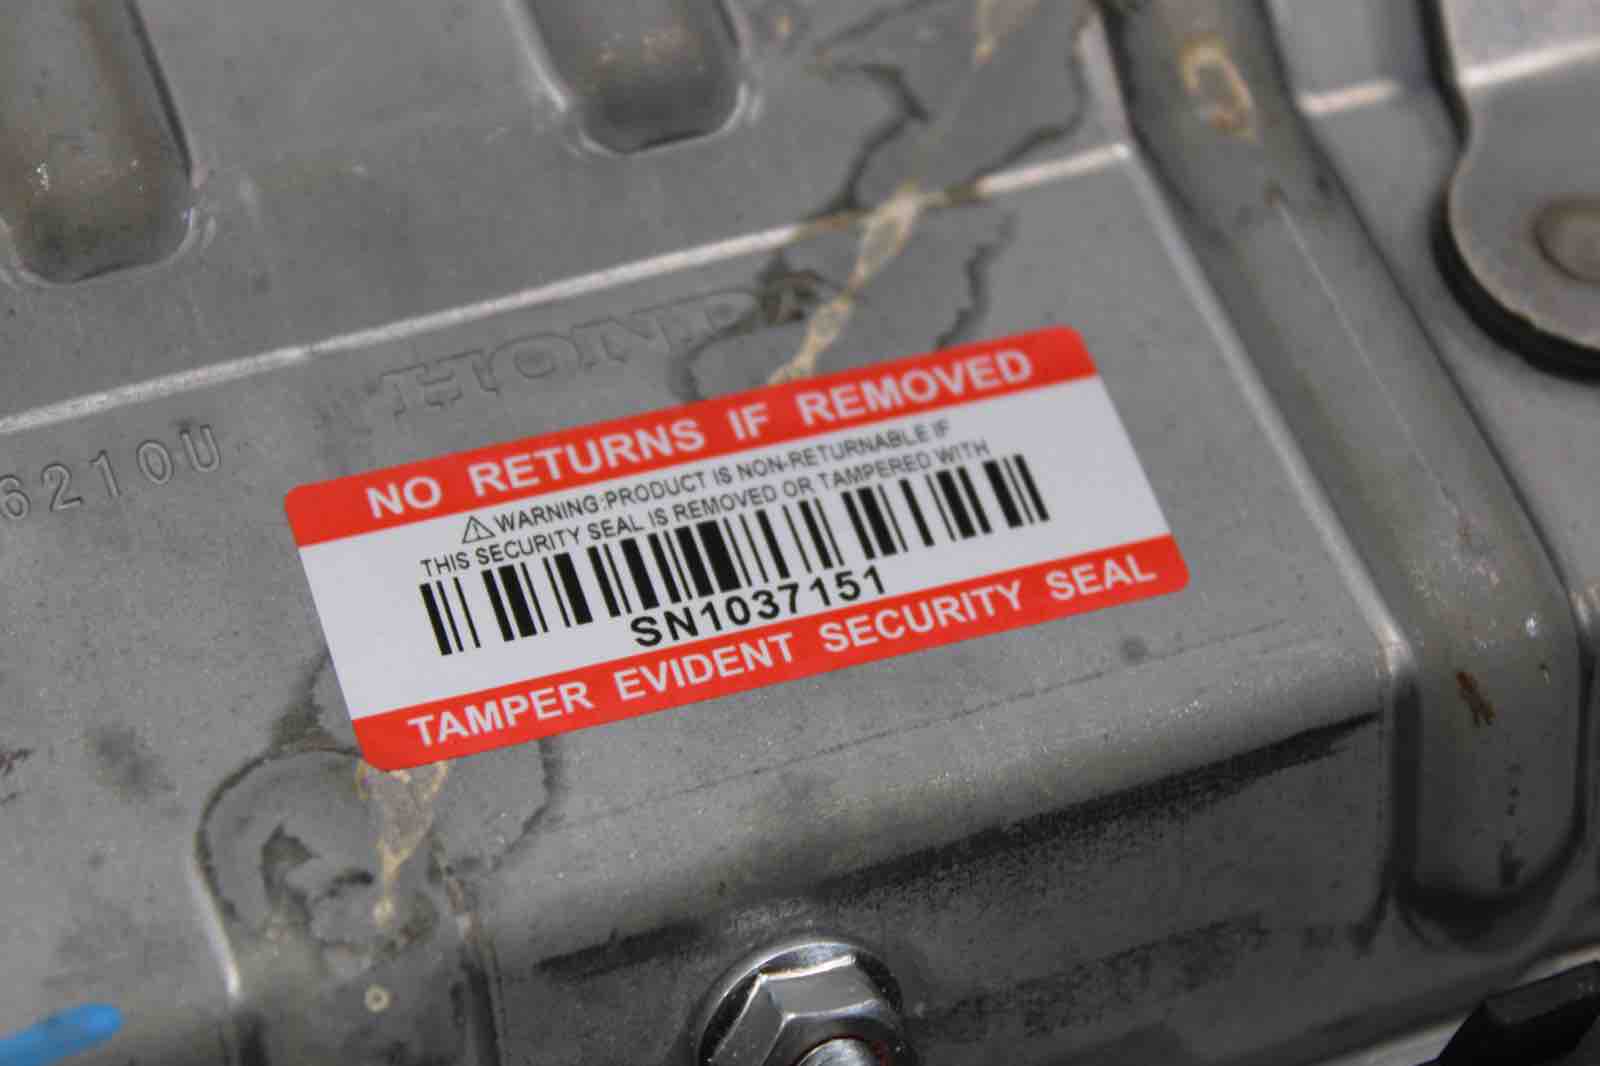 HONDA
6210U
NO RETURNS IF REMOVED
⚠WARNING:PRODUCT IS NON-RETURNABLE IF
THIS SECURITY SEAL IS REMOVED OR TAMPERED WITH
SN1037151
TAMPER EVIDENT SECURITY SEAL